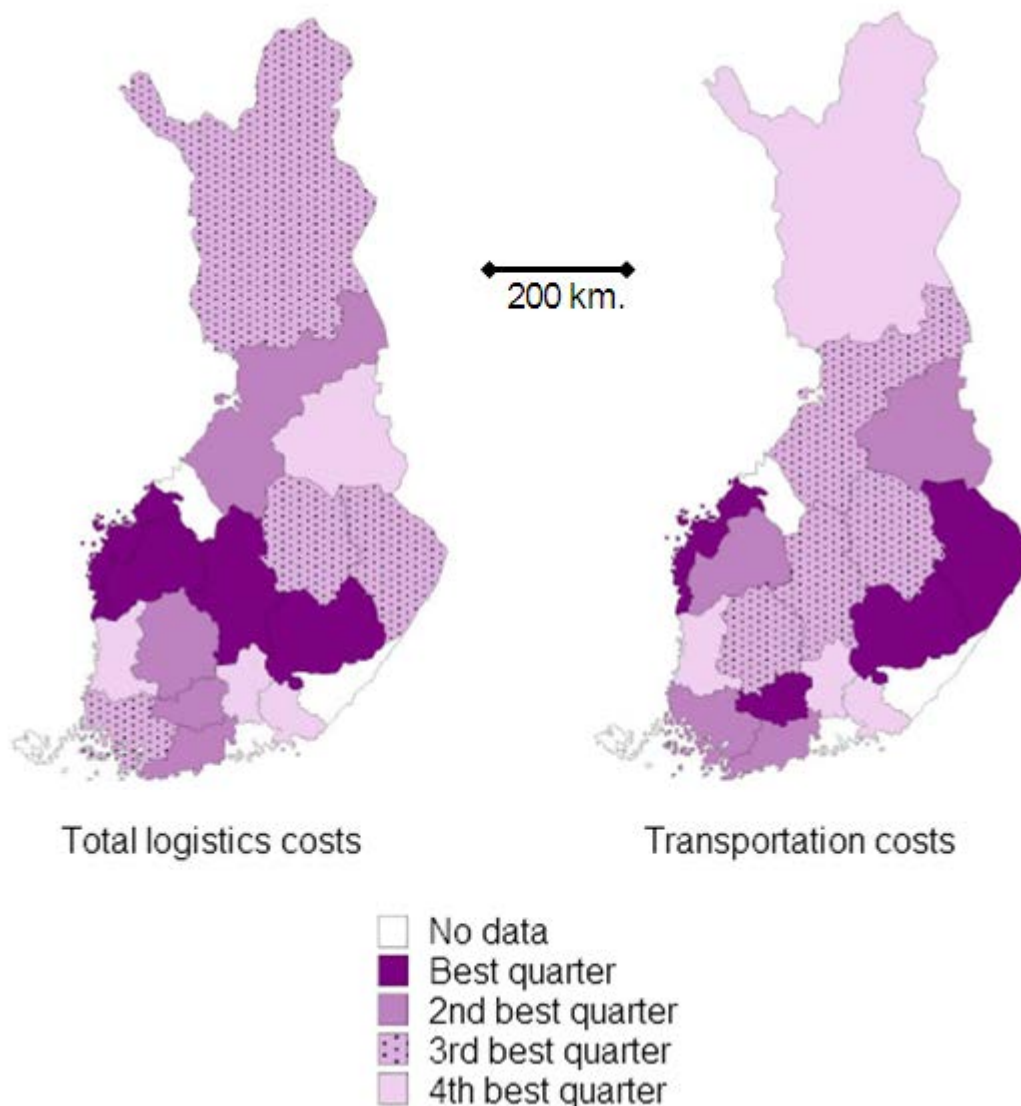 200 km.
Total logistics costs
Transportation costs
No data
Best quarter
2nd best quarter
3rd best quarter
4th best quarter